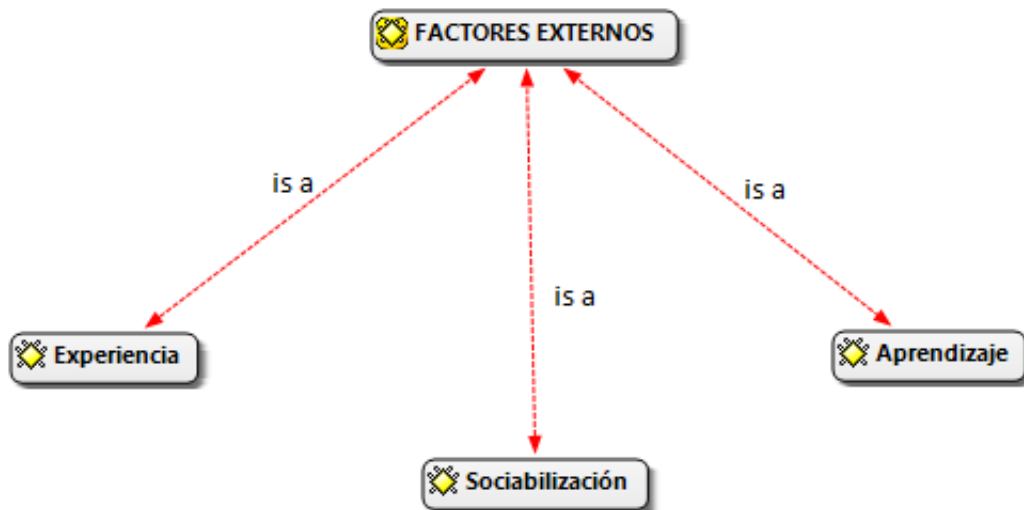 FACTORES EXTERNOS
is a
is a
is a
Experiencia
Aprendizaje
Sociabilización